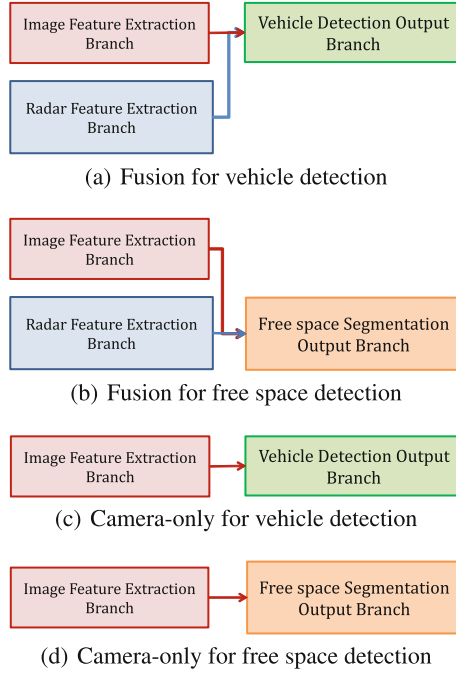 Image Feature Extraction
Branch
Vehicle Detection Output
Branch
Radar Feature Extraction
Branch
(a) Fusion for vehicle detection
Image Feature Extraction
Branch
Radar Feature Extraction
Branch
Free space Segmentation
Output Branch
(b) Fusion for free space detection
Image Feature Extraction
Branch
Vehicle Detection Output
Branch
(c) Camera-only for vehicle detection
Image Feature Extraction
Branch
Free space Segmentation
Output Branch
(d) Camera-only for free space detection